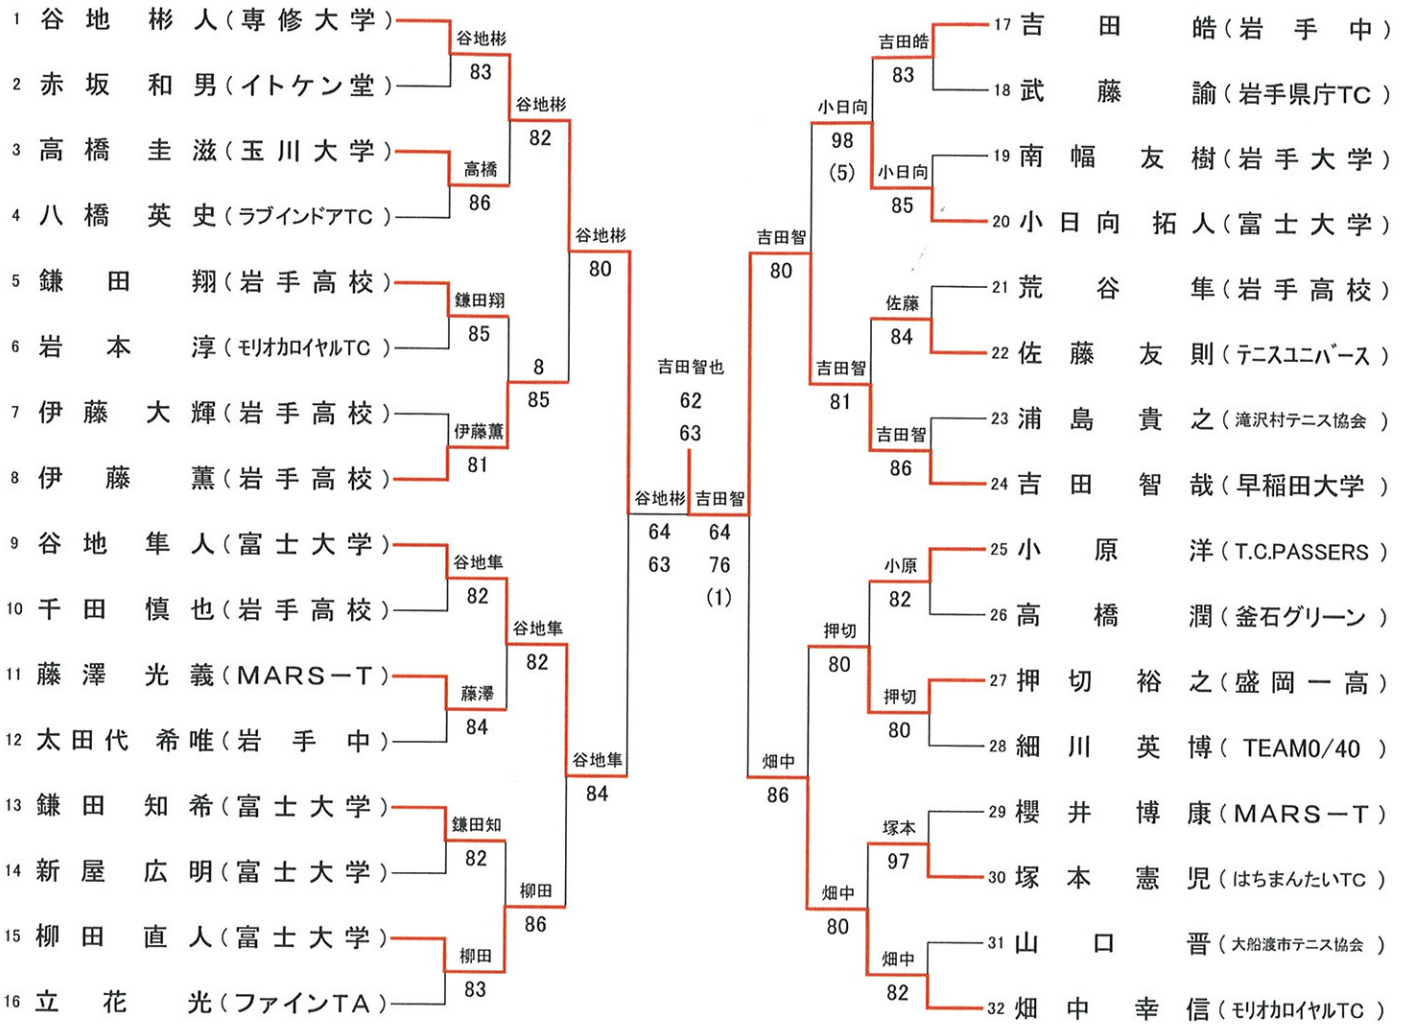 1 谷地彬人(専修大学)
2 赤坂和男(イトケン堂)
3 高橋圭滋(玉川大学)
4 八橋英史(ラブインドアTC)
5 鎌田翔(岩手高校)
6 岩本淳(モリオカロイヤルTC)
7 伊藤大輝(岩手高校)
8 伊藤薫(岩手高校)
9 谷地隼人(富士大学)
10 千田慎也(岩手高校)
11 藤澤光義(MARS－T)
12 太田代希唯(岩手中)
13 鎌田知希(富士大学)
14 新屋広明(富士大学)
15 柳田直人(富士大学)
16 立花光(ファインTA)
谷地彬
83
高橋
86
鎌田翔
85
伊藤薫
81
谷地隼
82
藤澤
84
鎌田知
82
柳田
83
谷地彬
82
8
85
谷地隼
82
柳田
86
谷地彬
80
谷地隼
84
谷地彬
64
63
吉田智也
62
63
吉田智
64
76
(1)
吉田智
80
畑中
86
小日向
98
(5)
吉田智
81
押切
80
畑中
80
吉田皓
83
小日向
85
佐藤
84
吉田智
86
小原
82
押切
80
塚本
97
畑中
82
17 吉田皓(岩手中)
18 武藤諭(岩手県庁TC)
19 南幅友樹(岩手大学)
20 小日向拓人(富士大学)
21 荒谷隼(岩手高校)
22 佐藤友則(テニスユニバース)
23 浦島貴之(滝沢村テニス協会)
24 吉田智哉(早稲田大学)
25 小原洋(T.C.PASSERS)
26 高橋潤(釜石グリーン)
27 押切裕之(盛岡一高)
28 細川英博(TEAM0/40)
29 櫻井博康(MARS－T)
30 塚本憲児(はちまんたいTC)
31 山口晋(大船渡市テニス協会)
32 畑中幸信(モリオカロイヤルTC)